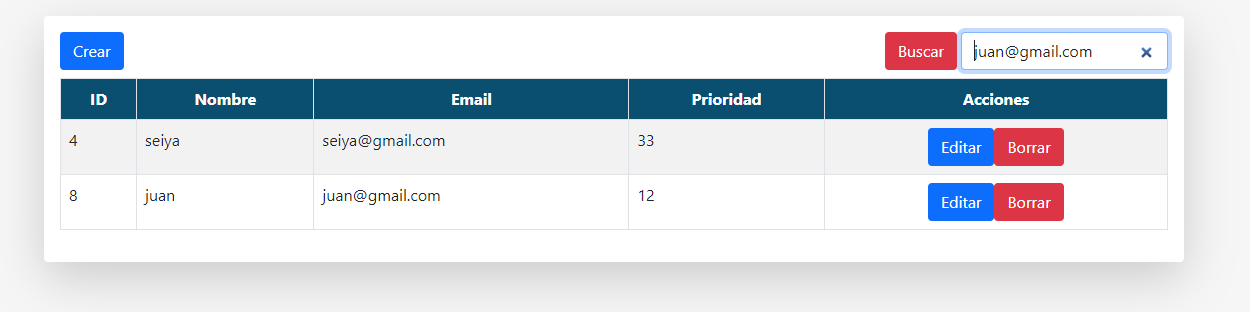 Crear Buscar juan@gmail.com
ID Nombre Email Prioridad Acciones
4 seiya seiya@gmail.com 33 Editar Borrar
8 juan juan@gmail.com 12 Editar Borrar